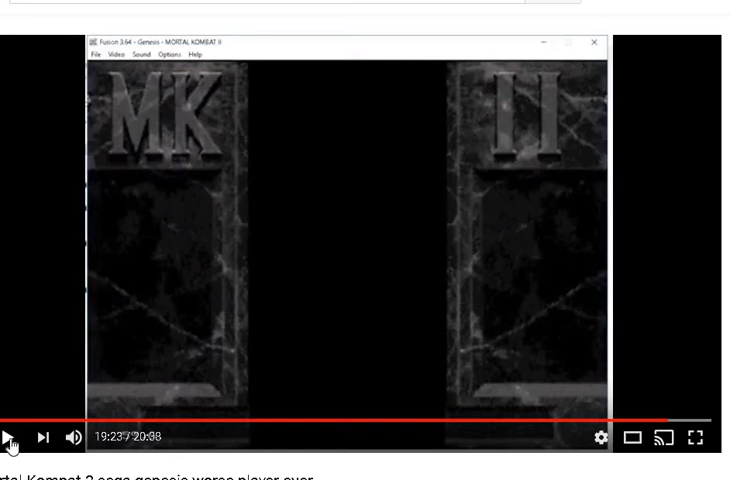 Fusion 3.64 - Genesis - MORTAL KOMBAT II
File Video Sound Options Help
MK II
19:23 / 20:38